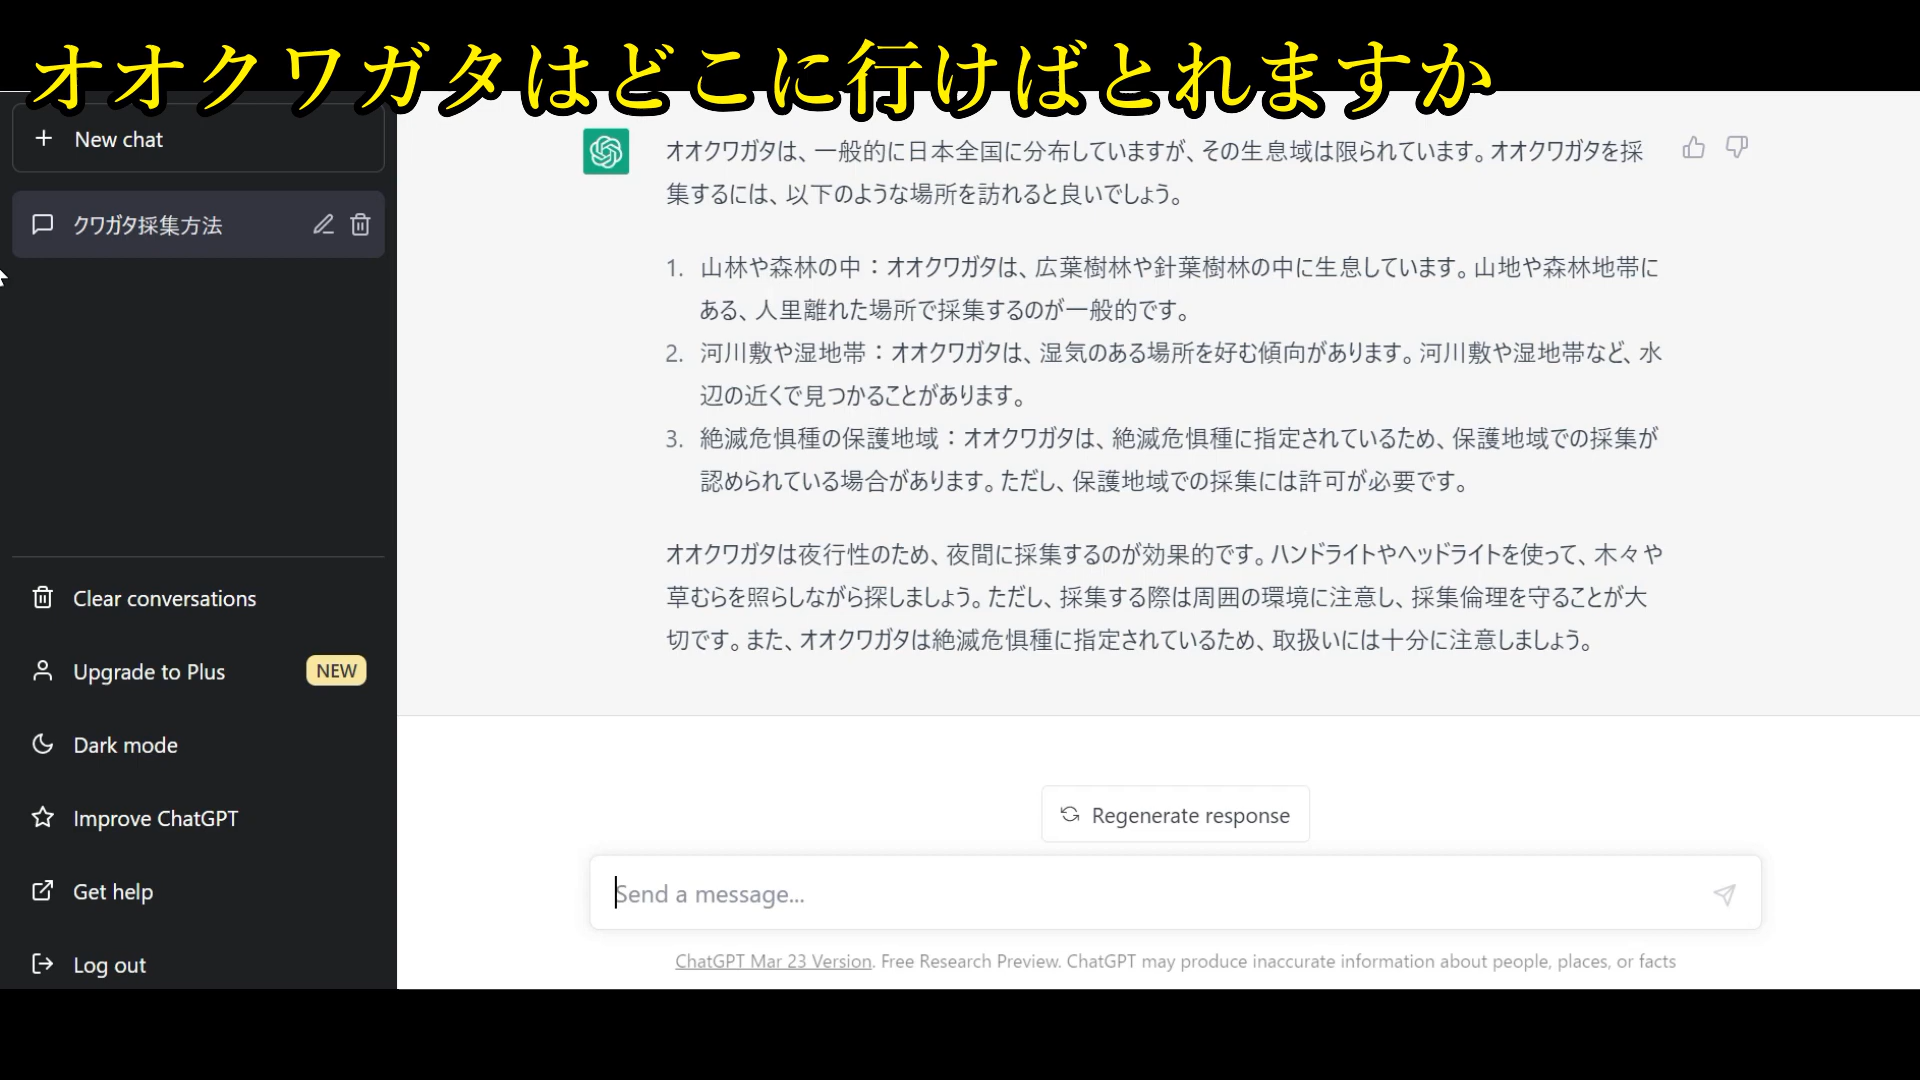 オオクワガタはどこに行けばとれますか
New chat
クワガタ採集方法
Clear conversations
Upgrade to Plus NEW
Dark mode
Improve ChatGPT
Get help
Log out
オオクワガタは、一般的に日本全国に分布していますが、その生息域は限られています。オオクワガタを採
集するには、以下のような場所を訪れると良いでしょう。
1. 山林や森林の中：オオクワガタは、広葉樹林や針葉樹林の中に生息しています。山地や森林地帯に
ある、人里離れた場所で採集するのが一般的です。
2. 河川敷や湿地帯：オオクワガタは、湿気のある場所を好む傾向があります。河川敷や湿地帯など、水
辺の近くで見つかることがあります。
3. 絶滅危惧種の保護地域：オオクワガタは、絶滅危惧種に指定されているため、保護地域での採集が
認められている場合があります。ただし、保護地域での採集には許可が必要です。
オオクワガタは夜行性のため、夜間に採集するのが効果的です。ハンドライトやヘッドライトを使って、木々や
草むらを照らしながら探しましょう。ただし、採集する際は周囲の環境に注意し、採集倫理を守ることが大
切です。また、オオクワガタは絶滅危惧種に指定されているため、取扱いには十分に注意しましょう。
Regenerate response
Send a message...
ChatGPT Mar 23 Version. Free Research Preview. ChatGPT may produce inaccurate information about people, places, or facts